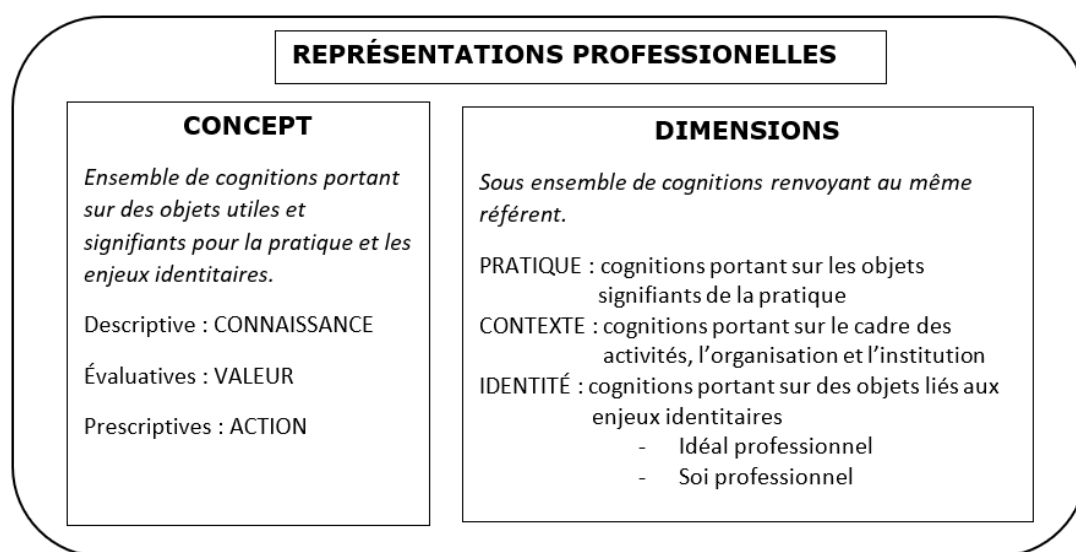 REPRÉSENTATIONS PROFESSIONELLES
CONCEPT
Ensemble de cognitions portant
sur des objets utiles et
signifiants pour la pratique et les
enjeux identitaires.
Descriptive : CONNAISSANCE
Évaluatives : VALEUR
Prescriptives : ACTION
DIMENSIONS
Sous ensemble de cognitions renvoyant au même
référent.
PRATIQUE : cognitions portant sur les objets
signifiants de la pratique
CONTEXTE : cognitions portant sur le cadre des
activités, l’organisation et l’institution
IDENTITÉ : cognitions portant sur des objets liés aux
enjeux identitaires
- Idéal professionnel
- Soi professionnel